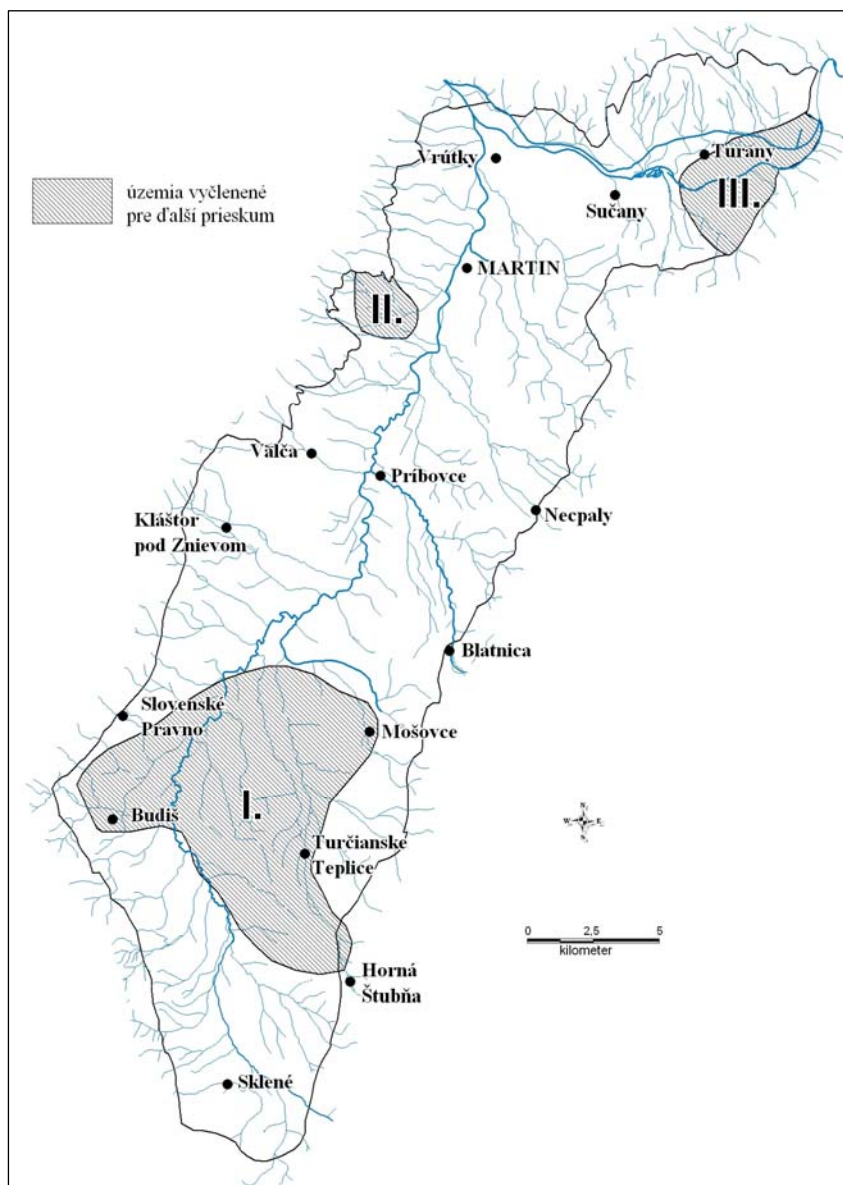 Vrútky
Turany
III.
Sučany
územia vyčlenené
pre ďalší prieskum
MARTIN
II.
Valča
Príbovce
Kláštor
pod Znievom
Necpaly
Blatnica
Slovenské
Pravno
Mošovce
I.
Budiš
Turčianske
Teplice
N
W E
0 2,5 5
kilometer
Horná
Štubňa
Sklené